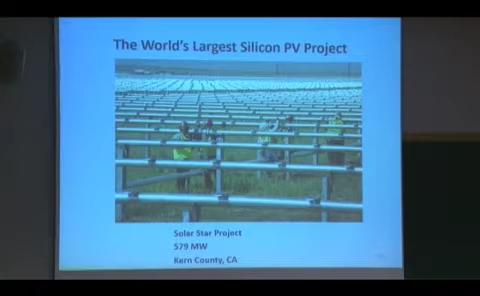 The World's Largest Silicon PV Project
Solar Star Project
579 MW
Kern County, CA